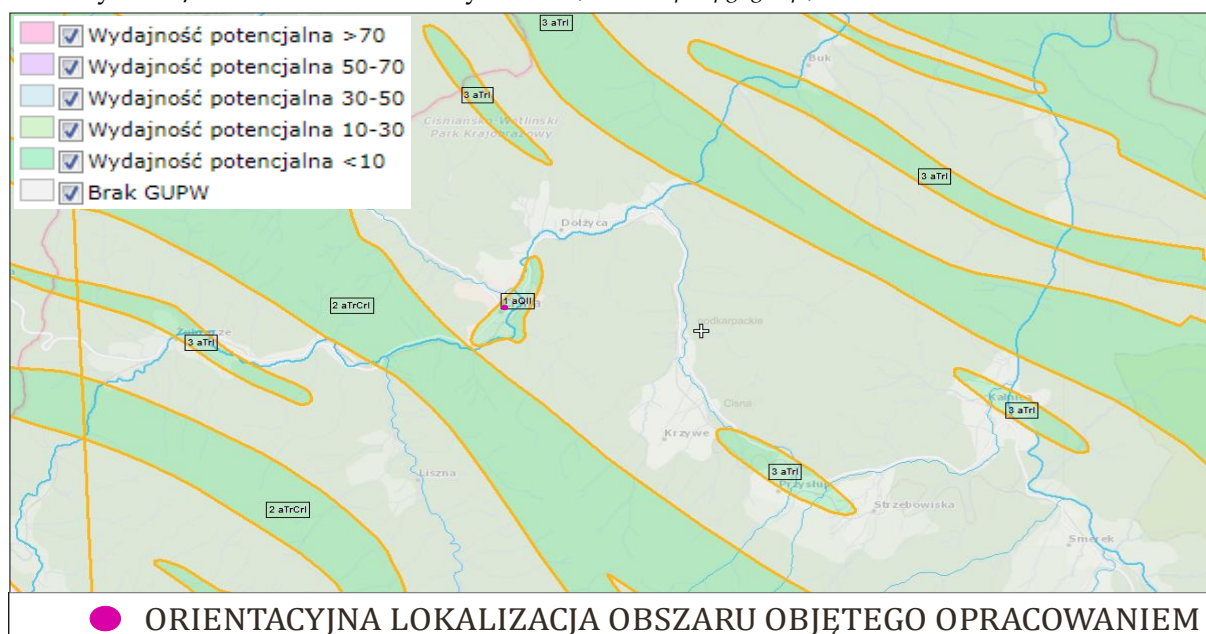 Wydajność potencjalna >70
Wydajność potencjalna 50-70
Wydajność potencjalna 30-50
Wydajność potencjalna 10-30
Wydajność potencjalna <10
Brak GUPW
3 aTrI
Buk
3 aTrI
Ciśniańsko-Wetliński
Park Krajobrazowy
3 aTrI
Dołżyca
1 aQII
2 aTrCrI
podkarpackie
3 aTrI
Kalnica
Cisna
3 aTrI
Krzywe
Liszna
3 aTrI
Przysłup
2 aTrCrI
Strzebowiska
Smerek
ORIENTACYJNA LOKALIZACJA OBSZARU OBJĘTEGO OPRACOWANIEM